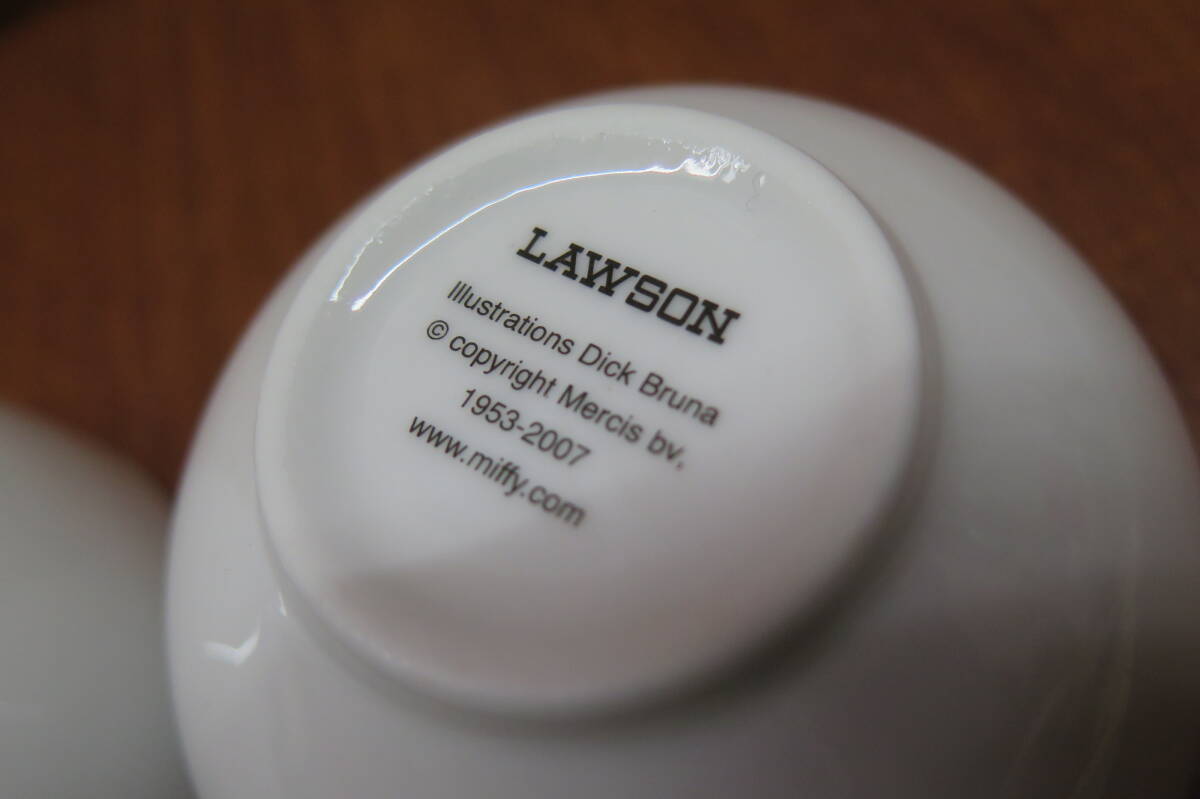 LAWSON
Illustrations Dick Bruna
© copyright Mercis bv,
1953-2007
www.miffy.com